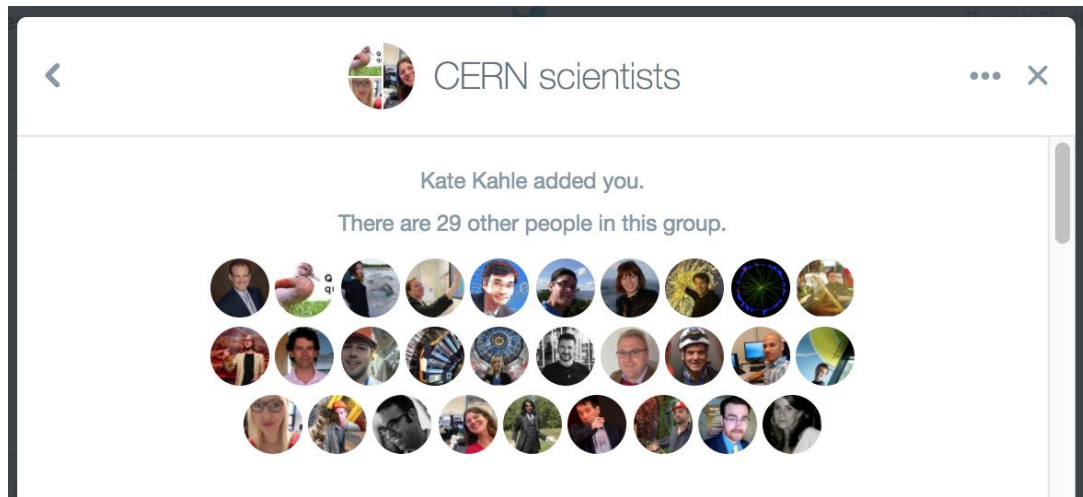 CERN scientists
Kate Kahle added you.
There are 29 other people in this group.